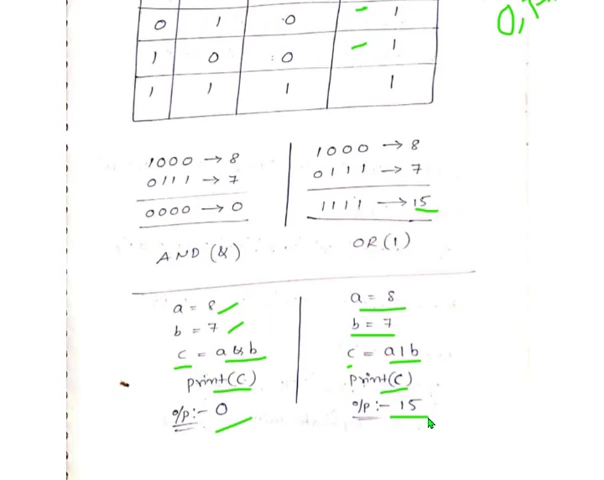 0 1 0 1
1 0 0 1
1 1 1 1
1000 → 8
0111 → 7
0000 → 0
AND (&)
1000 → 8
0111 → 7
1111 → 15
OR (|)
a = 8
b = 7
c = a & b
print(c)
o/p:- 0
a = 8
b = 7
c = a | b
print(c)
o/p:- 15